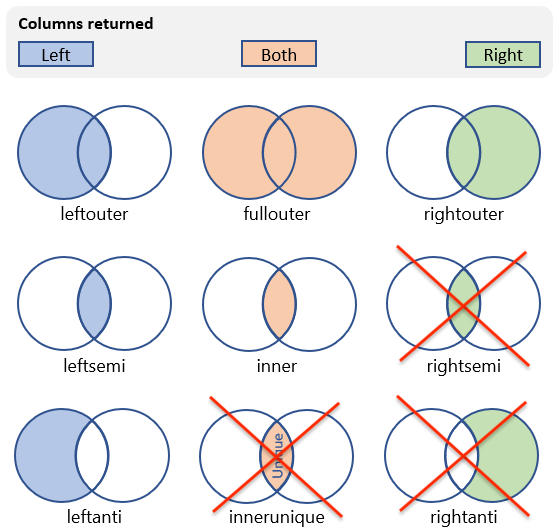 Columns returned
Left
Both
Right
leftouter
fullouter
rightouter
leftsemi
inner
rightsemi
Unique
leftanti
innerunique
rightanti